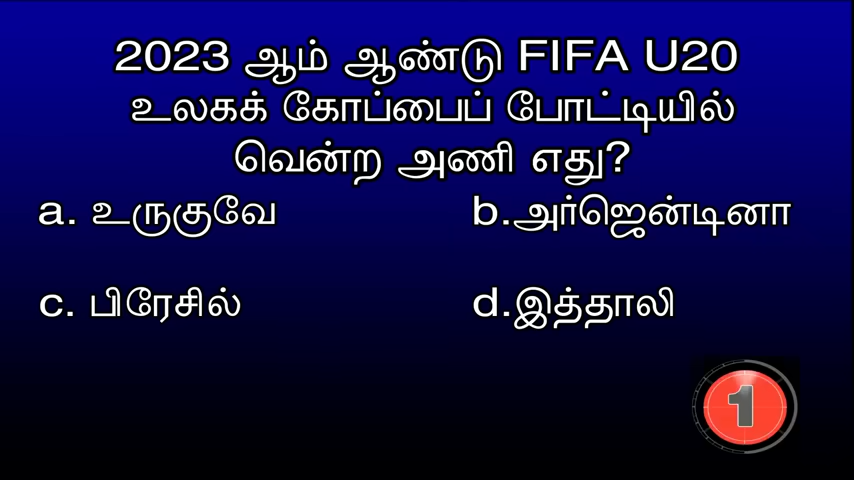 2023 ஆம் ஆண்டு FIFA U20
உலகக் கோப்பைப் போட்டியில்
வென்ற அணி எது?
a. உருகுவே
b.அர்ஜென்டினா
c. பிரேசில்
d.இத்தாலி
1